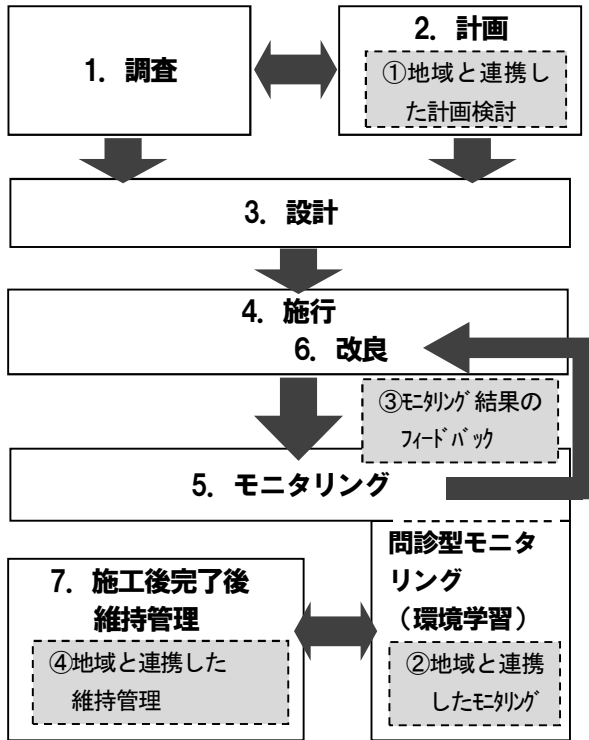 1. 調査
2. 計画
①地域と連携し
た計画検討
3. 設計
4. 施行
6. 改良
③ﾓﾆﾀﾘﾝｸﾞ結果の
ﾌｨｰﾄﾞﾊﾞｯｸ
5. モニタリング
問診型モニタ
リング
（環境学習）
②地域と連携
したﾓﾆﾀﾘﾝｸﾞ
7. 施工後完了後
維持管理
④地域と連携した
維持管理